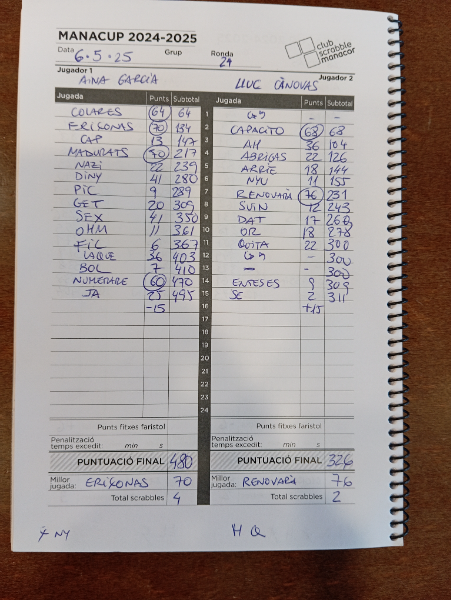 MANACUP 2024-2025
club scrabble manacor
Data 6·5·25 Grup Ronda 29
Jugador 1 AINA GARCIA LLUC CÀNOVAS Jugador 2
Jugada Punts Subtotal Jugada Punts Subtotal
COLARES 64 64 1 - -
ERIÇONAS 70 134 2 CAPACITO 68 68
CAP 13 147 3 AH 36 104
MADURATS 70 217 4 ABRIGAS 22 126
NAZI 22 239 5 ARRIE 18 144
DINY 41 280 6 NYU 11 155
PIC 9 289 7 RENOVARIA 76 231
GET 20 309 8 SUIN 12 243
SEX 41 350 9 DAT 17 260
OHM 11 361 10 OR 18 278
FIL 6 367 11 QUITA 22 300
LAQUE 36 403 12 - 300
BOL 7 410 13 - - 300
NUMERARE 60 470 14 ENTESES 9 309
JA 25 495 15 SE 2 311
-15 16 +15
17
18
19
20
21
22
23
24
Punts fitxes faristol Punts fitxes faristol
Penalització temps excedit: min s Penalització temps excedit: min s
PUNTUACIÓ FINAL 480 PUNTUACIÓ FINAL 326
Millor jugada: ERIÇONAS 70 Millor jugada: RENOVARIA 76
Total scrabbles 4 Total scrabbles 2
NY H Q